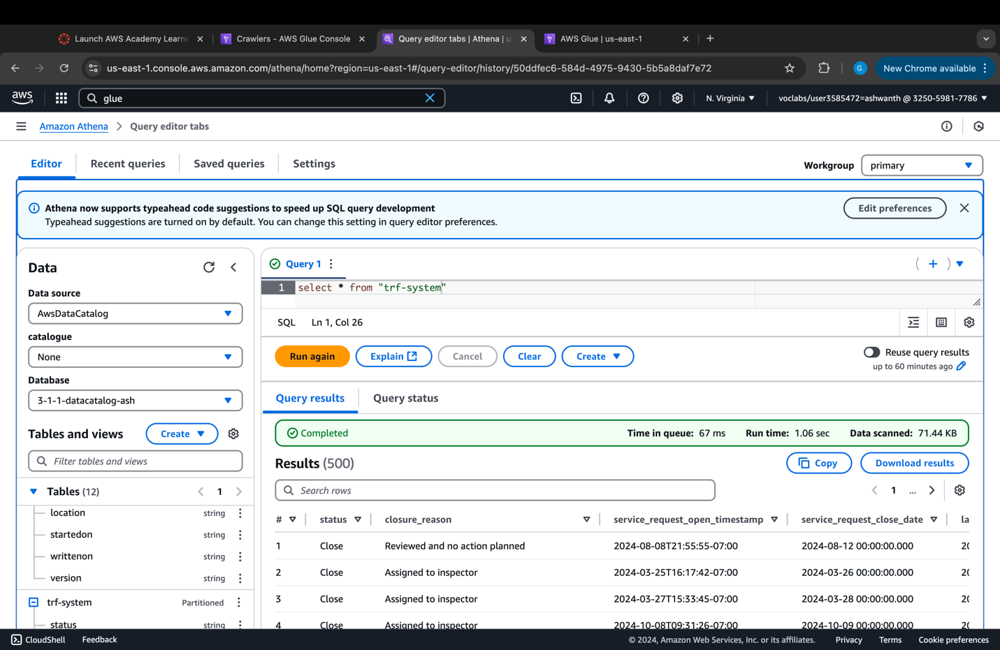 Launch AWS Academy Learne
Crawlers - AWS Glue Console
Query editor tabs | Athena | us
AWS Glue | us-east-1
us-east-1.console.aws.amazon.com/athena/home?region=us-east-1#/query-editor/history/50ddfec6-584d-4975-9430-5b5a8daf7e72
G.
New Chrome available
aws
glue
N. Virginia
voclabs/user3585472=ashwanth @ 3250-5981-7786
Amazon Athena
Query editor tabs
Editor
Recent queries
Saved queries
Settings
Workgroup
primary
Athena now supports typeahead code suggestions to speed up SQL query development
Typeahead suggestions are turned on by default. You can change this setting in query editor preferences.
Edit preferences
Data
Data source
AwsDataCatalog
catalogue
None
Database
3-1-1-datacatalog-ash
Tables and views
Create
Filter tables and views
Tables (12)
1
location string
startedon string
writtenon string
version string
trf-system Partitioned
status string
Query 1
1 select * from "trf-system"
SQL Ln 1, Col 26
Run again
Explain
Cancel
Clear
Create
Reuse query results
up to 60 minutes ago
Query results
Query status
Completed
Time in queue: 67 ms
Run time: 1.06 sec
Data scanned: 71.44 KB
Results (500)
Copy
Download results
Search rows
1 ...
# status closure_reason service_request_open_timestamp service_request_close_date la
1 Close Reviewed and no action planned 2024-08-08T21:55:55-07:00 2024-08-12 00:00:00.000 20
2 Close Assigned to inspector 2024-03-25T16:17:42-07:00 2024-03-26 00:00:00.000 20
3 Close Assigned to inspector 2024-03-27T15:33:45-07:00 2024-03-28 00:00:00.000 20
4 Close Assigned to inspector 2024-10-08T09:31:26-07:00 2024-10-09 00:00:00.000 20
CloudShell
Feedback
© 2024, Amazon Web Services, Inc. or its affiliates.
Privacy
Terms
Cookie preferences